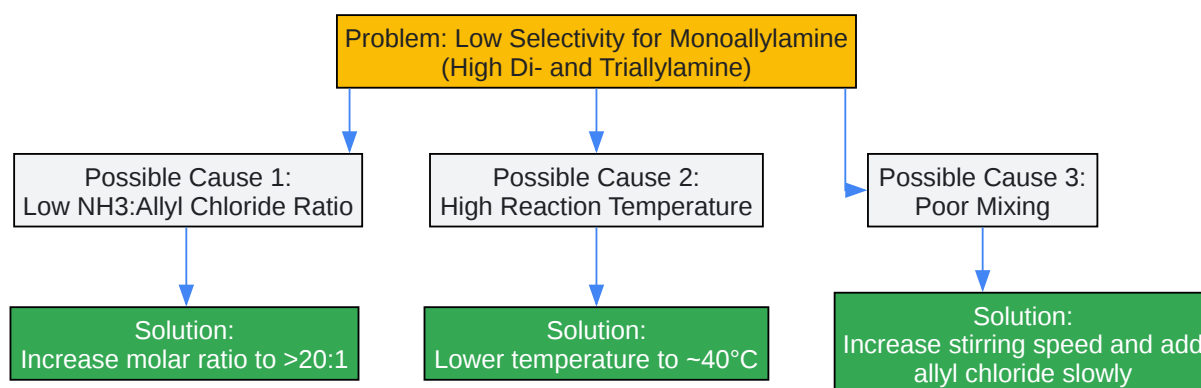 Problem: Low Selectivity for Monoallylamine
(High Di- and Triallylamine)
Possible Cause 1:
Low NH3:Allyl Chloride Ratio
Possible Cause 2:
High Reaction Temperature
Possible Cause 3:
Poor Mixing
Solution:
Increase molar ratio to >20:1
Solution:
Lower temperature to ~40°C
Solution:
Increase stirring speed and add
allyl chloride slowly